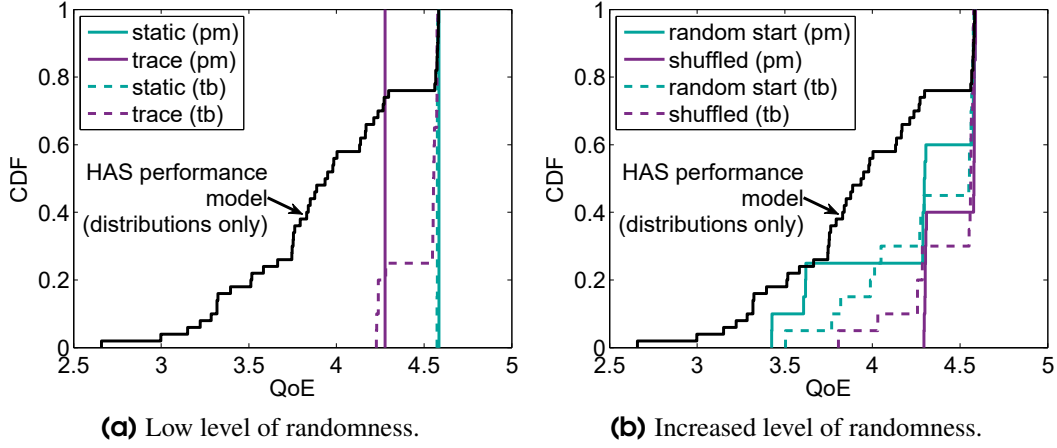 1
0.8
0.6
0.4
0.2
0
CDF
static (pm)
trace (pm)
static (tb)
trace (tb)
HAS performance
model
(distributions only)
2.5 3 3.5 4 4.5 5
QoE
(a) Low level of randomness.
1
0.8
0.6
0.4
0.2
0
CDF
random start (pm)
shuffled (pm)
random start (tb)
shuffled (tb)
HAS performance
model
(distributions only)
2.5 3 3.5 4 4.5 5
QoE
(b) Increased level of randomness.